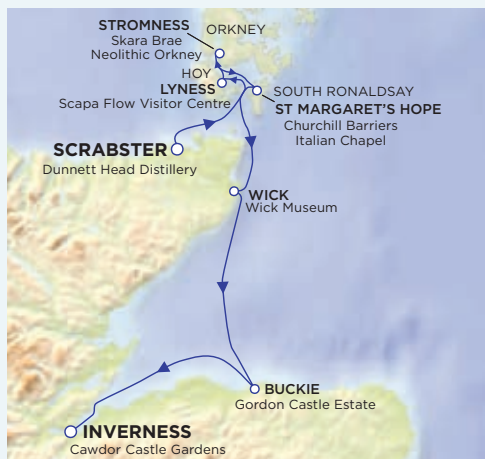 STROMNESS
Skara Brae
Neolithic Orkney
ORKNEY
HOY
LYNESS
Scapa Flow Visitor Centre
SOUTH RONALDSAY
ST MARGARET'S HOPE
Churchill Barriers
Italian Chapel
SCRABSTER
Dunnett Head Distillery
WICK
Wick Museum
BUCKIE
Gordon Castle Estate
INVERNESS
Cawdor Castle Gardens